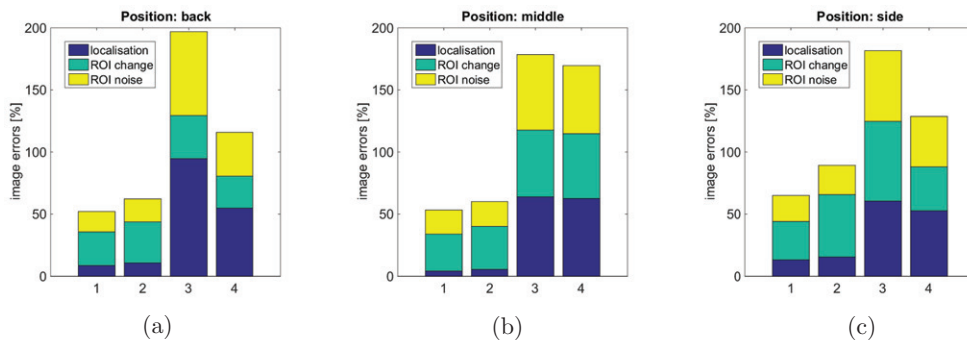 Position: back
200
150
100
50
0
image errors [%]
localisation
ROI change
ROI noise
1 2 3 4
(a)
Position: middle
200
150
100
50
0
image errors [%]
localisation
ROI change
ROI noise
1 2 3 4
(b)
Position: side
200
150
100
50
0
image errors [%]
localisation
ROI change
ROI noise
1 2 3 4
(c)